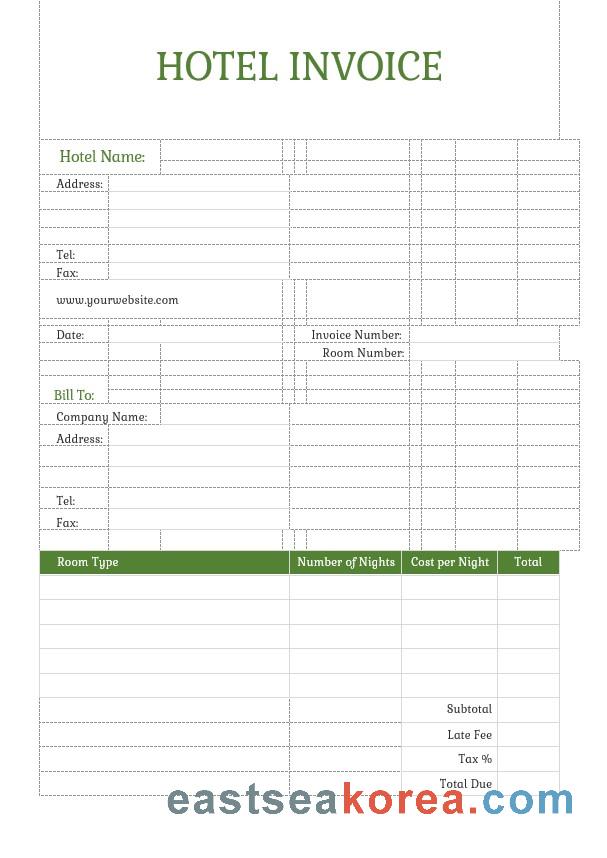 HOTEL INVOICE
Hotel Name:
Address:
Tel:
Fax:
www.yourwebsite.com
Date: Invoice Number:
Room Number:
Bill To:
Company Name:
Address:
Tel:
Fax:
Room Type Number of Nights Cost per Night Total
Subtotal
Late Fee
Tax %
Total Due
eastseakorea.com